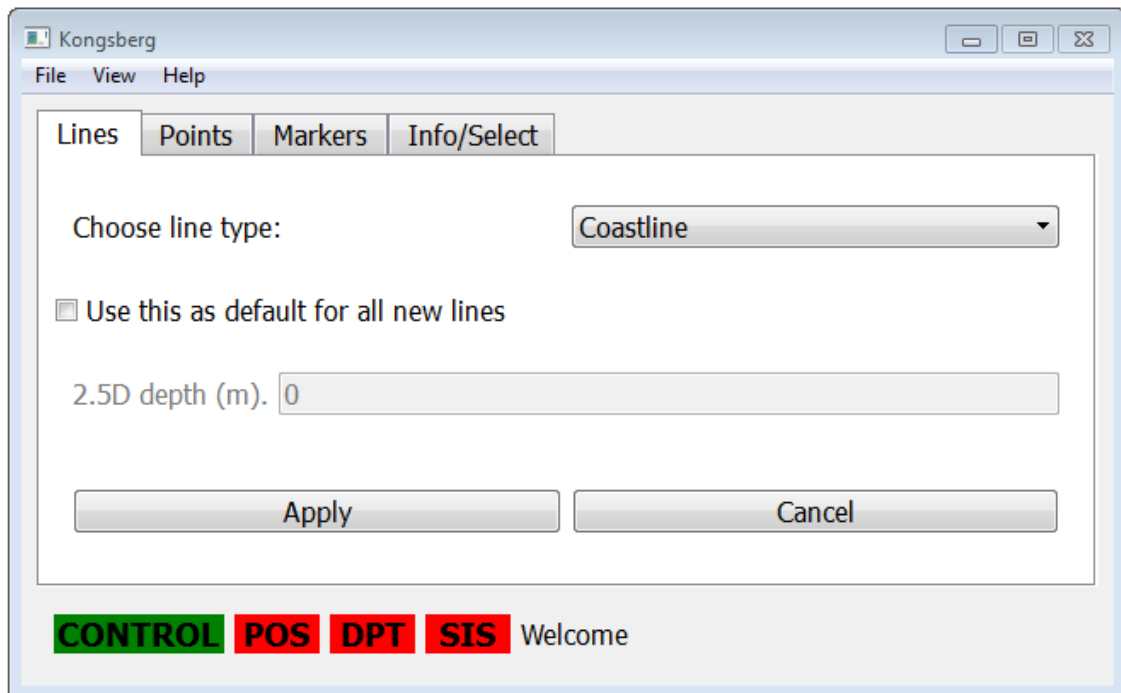 Kongsberg
File View Help
Lines Points Markers Info/Select
Choose line type: Coastline
Use this as default for all new lines
2.5D depth (m). 0
Apply Cancel
CONTROL POS DPT SIS Welcome